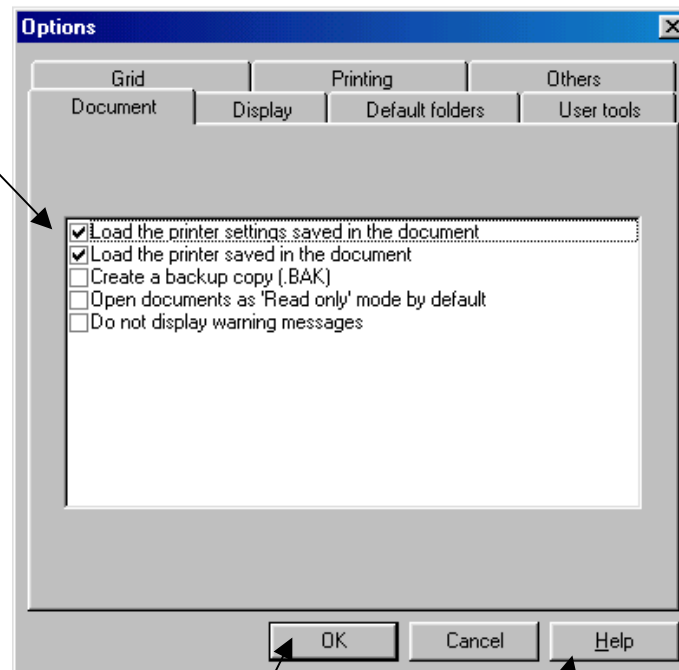 Options
Grid Printing Others
Document Display Default folders User tools
Load the printer settings saved in the document
Load the printer saved in the document
Create a backup copy (.BAK)
Open documents as 'Read only' mode by default
Do not display warning messages
OK Cancel Help